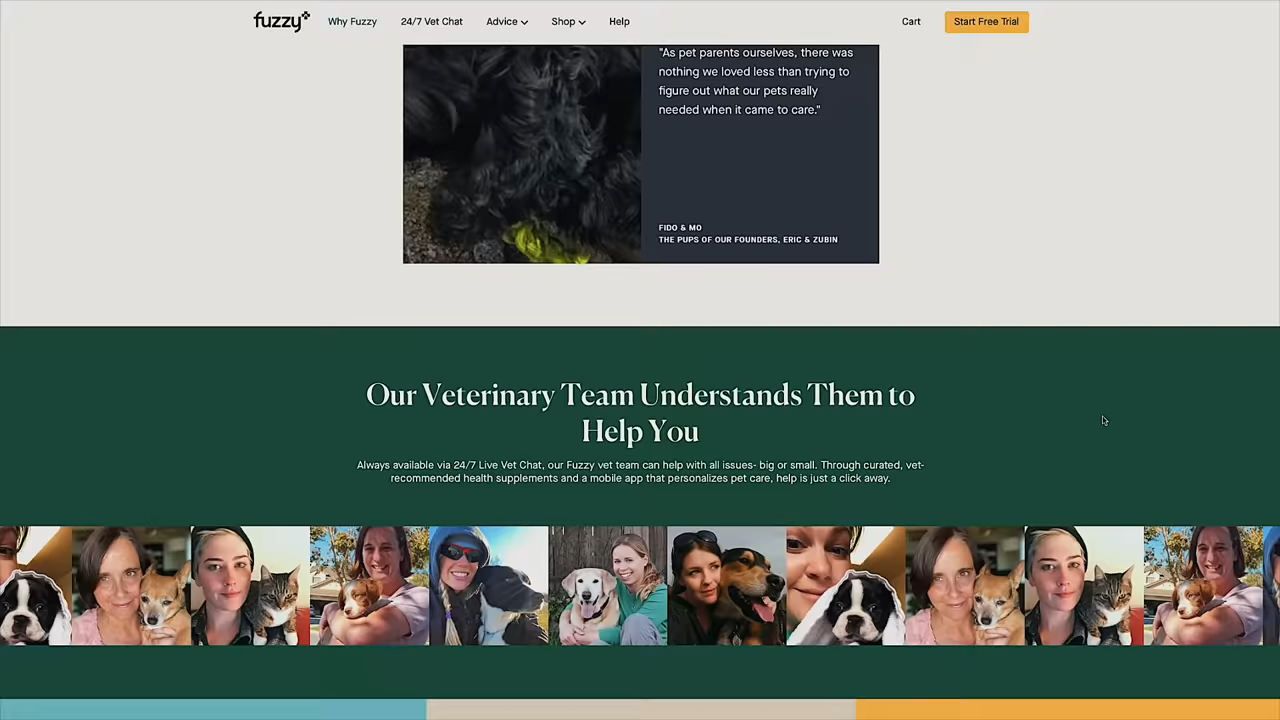 fuzzy Why Fuzzy 24/7 Vet Chat Advice Shop Help Cart Start Free Trial
"As pet parents ourselves, there was
nothing we loved less than trying to
figure out what our pets really
needed when it came to care."
FIDO & MO
THE PUPS OF OUR FOUNDERS, ERIC & ZUBIN
Our Veterinary Team Understands Them to
Help You
Always available via 24/7 Live Vet Chat, our Fuzzy vet team can help with all issues- big or small. Through curated, vet-
recommended health supplements and a mobile app that personalizes pet care, help is just a click away.